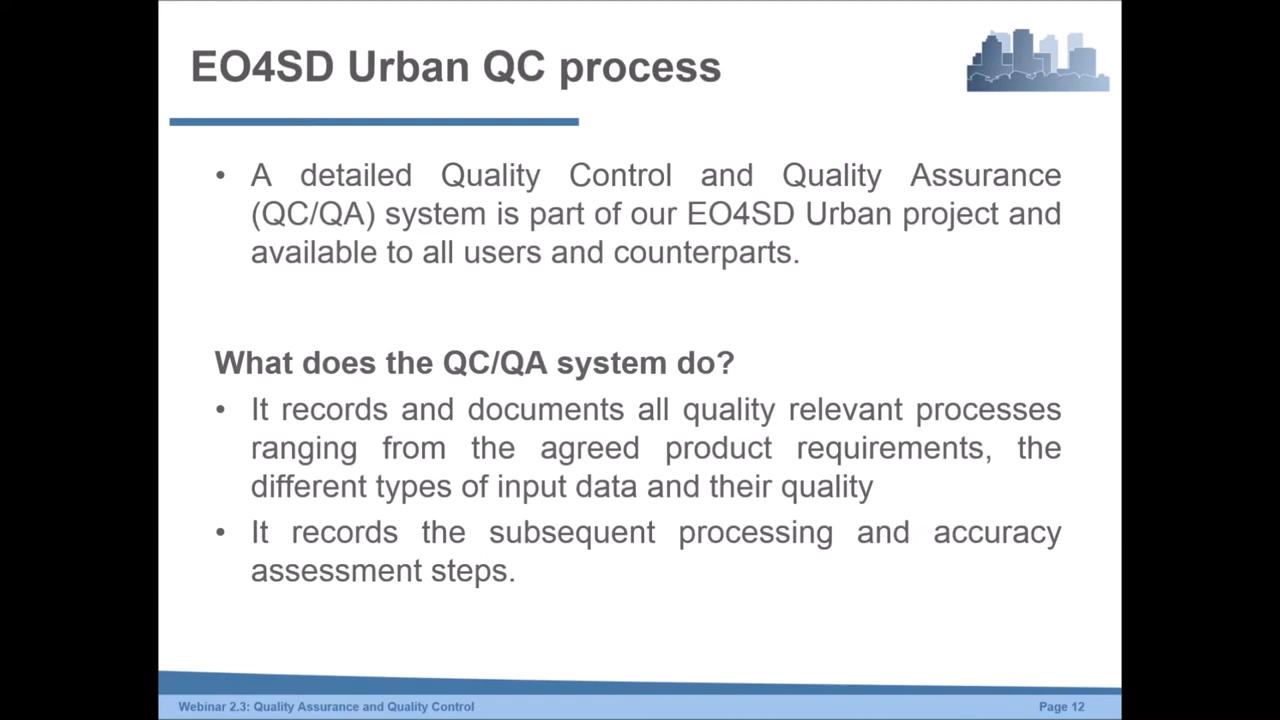 EO4SD Urban QC process
• A detailed Quality Control and Quality Assurance
(QC/QA) system is part of our EO4SD Urban project and
available to all users and counterparts.
What does the QC/QA system do?
• It records and documents all quality relevant processes
ranging from the agreed product requirements, the
different types of input data and their quality
• It records the subsequent processing and accuracy
assessment steps.
Webinar 2.3: Quality Assurance and Quality Control
Page 12